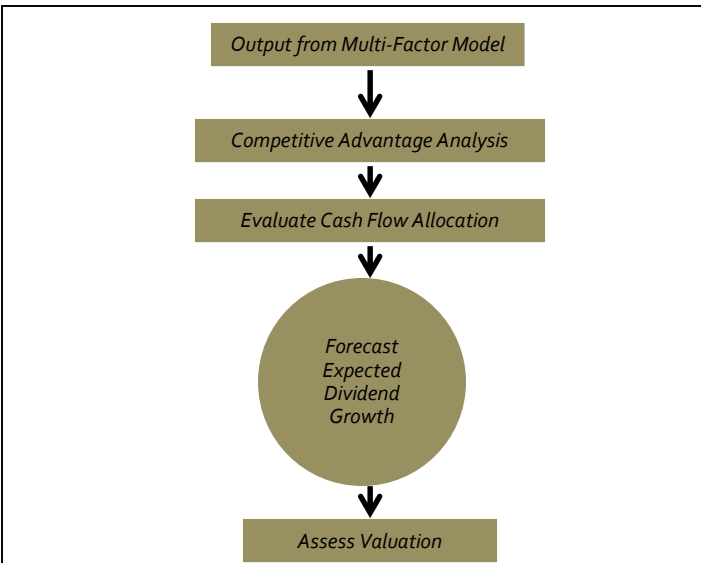 Output from Multi-Factor Model
Competitive Advantage Analysis
Evaluate Cash Flow Allocation
Forecast
Expected
Dividend
Growth
Assess Valuation